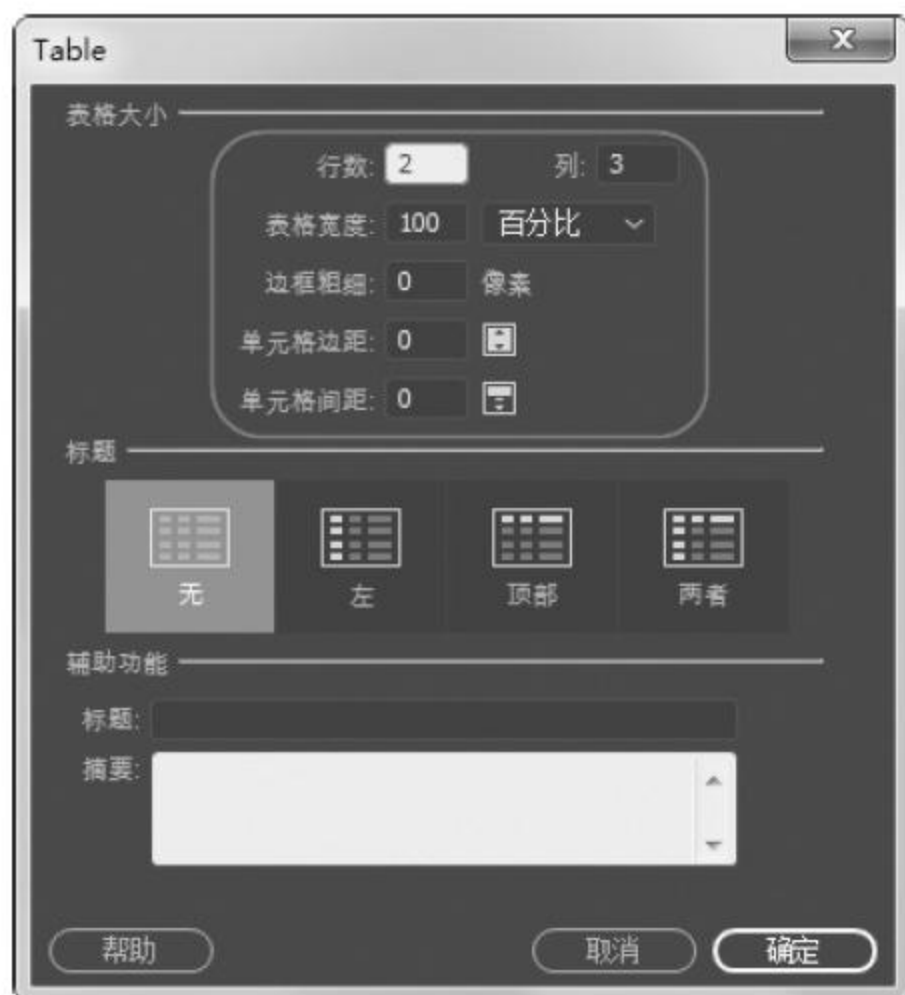 Table
表格大小
行数: 2 列: 3
表格宽度: 100 百分比
边框粗细: 0 像素
单元格边距: 0
单元格间距: 0
标题
无 左 顶部 两者
辅助功能
标题:
摘要:
帮助 取消 确定